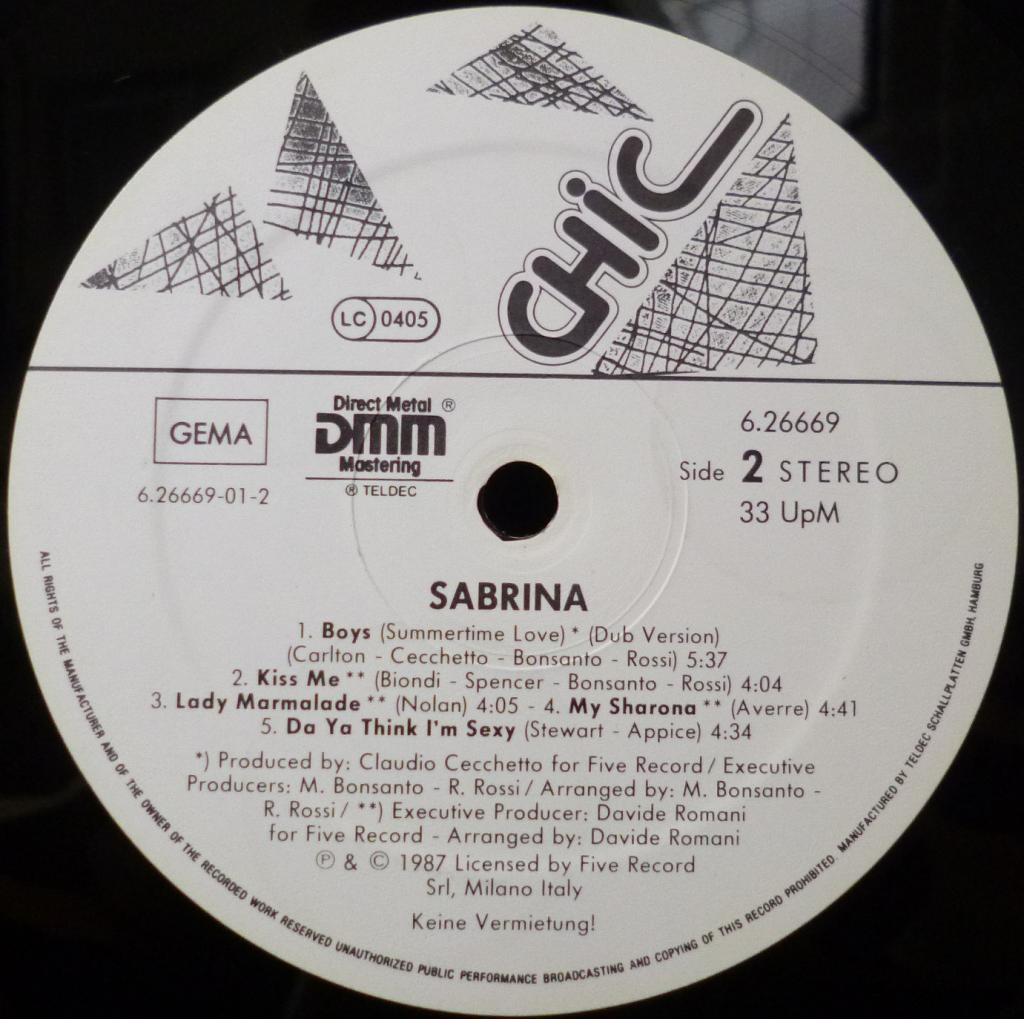 CHIC
LC 0405
GEMA
6.26669-01-2
Direct Metal ®
DMM
Mastering
® TELDEC
6.26669
Side 2 STEREO
33 UpM
SABRINA
1. Boys (Summertime Love) * (Dub Version)
(Carlton - Cecchetto - Bonsanto - Rossi) 5:37
2. Kiss Me ** (Biondi - Spencer - Bonsanto - Rossi) 4:04
3. Lady Marmalade ** (Nolan) 4:05 - 4. My Sharona ** (Averre) 4:41
5. Da Ya Think I'm Sexy (Stewart - Appice) 4:34
*) Produced by: Claudio Cecchetto for Five Record / Executive
Producers: M. Bonsanto - R. Rossi / Arranged by: M. Bonsanto -
R. Rossi / **) Executive Producer: Davide Romani
for Five Record - Arranged by: Davide Romani
℗ & © 1987 Licensed by Five Record
Srl, Milano Italy
Keine Vermietung!
ALL RIGHTS OF THE MANUFACTURER AND OF THE OWNER OF THE RECORDED WORK RESERVED UNAUTHORIZED PUBLIC PERFORMANCE BROADCASTING AND COPYING OF THIS RECORD PROHIBITED. MANUFACTURED BY TELDEC SCHALLPLATTEN GMBH, HAMBURG